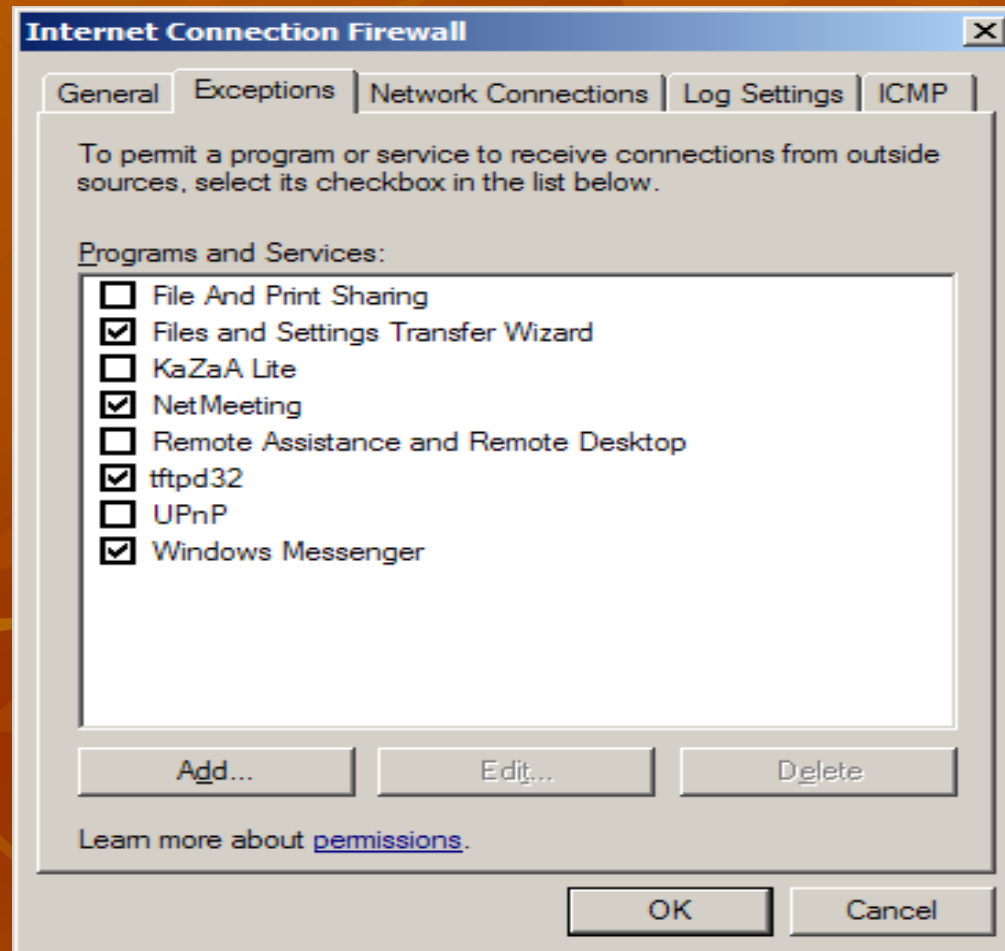 Internet Connection Firewall
General Exceptions Network Connections Log Settings ICMP
To permit a program or service to receive connections from outside
sources, select its checkbox in the list below.
Programs and Services:
File And Print Sharing
Files and Settings Transfer Wizard
KaZaA Lite
NetMeeting
Remote Assistance and Remote Desktop
tftpd32
UPnP
Windows Messenger
Add... Edit... Delete
Learn more about permissions.
OK Cancel